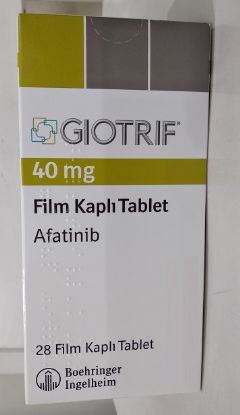 GIOTRIF®
40 mg
Film Kaplı Tablet
Afatinib
28 Film Kaplı Tablet
Boehringer
Ingelheim